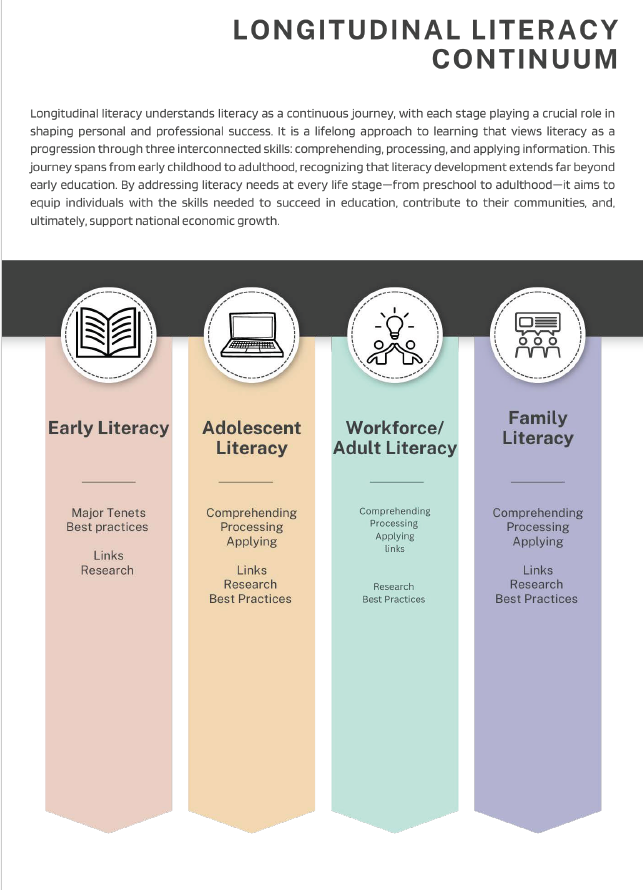 LONGITUDINAL LITERACY
CONTINUUM
Longitudinal literacy understands literacy as a continuous journey, with each stage playing a crucial role in
shaping personal and professional success. It is a lifelong approach to learning that views literacy as a
progression through three interconnected skills: comprehending, processing, and applying information. This
journey spans from early childhood to adulthood, recognizing that literacy development extends far beyond
early education. By addressing literacy needs at every life stage—from preschool to adulthood—it aims to
equip individuals with the skills needed to succeed in education, contribute to their communities, and,
ultimately, support national economic growth.
Early Literacy
Major Tenets
Best practices
Links
Research
Adolescent
Literacy
Comprehending
Processing
Applying
Links
Research
Best Practices
Workforce/
Adult Literacy
Comprehending
Processing
Applying
links
Research
Best Practices
Family
Literacy
Comprehending
Processing
Applying
Links
Research
Best Practices